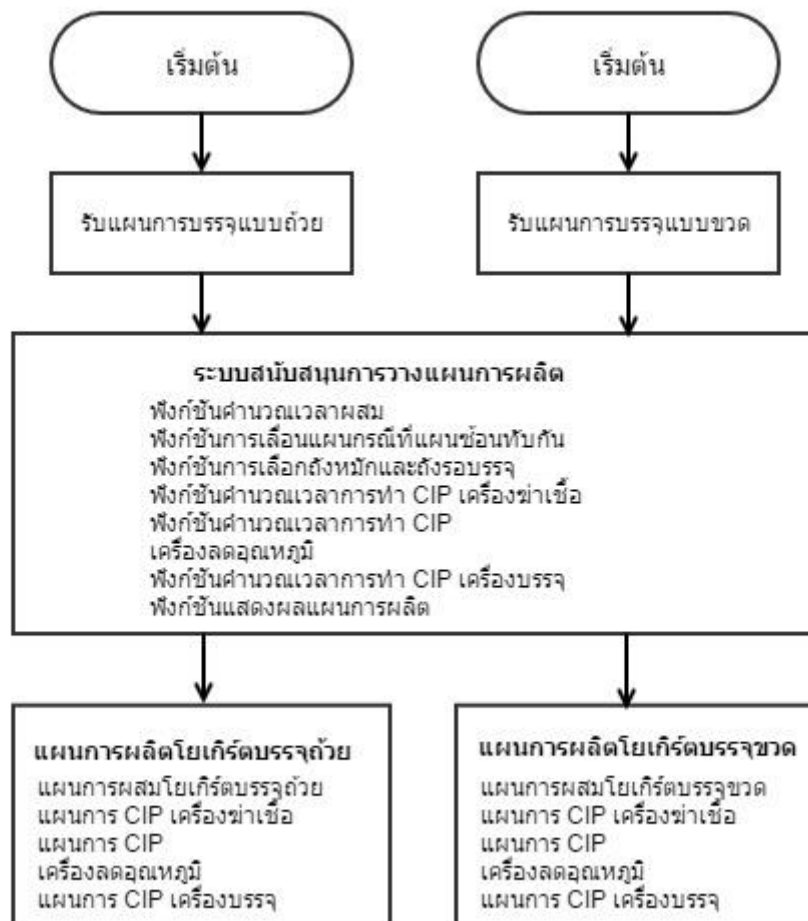 เริ่มต้น
เริ่มต้น
รับแผนการบรรจุแบบถ้วย
รับแผนการบรรจุแบบขวด
ระบบสนับสนุนการวางแผนการผลิต
ฟังก์ชันคำนวณเวลาผสม
ฟังก์ชันการเลื่อนแผนกรณีที่แผนซ้อนทับกัน
ฟังก์ชันการเลือกถังหมักและถังรอบรรจุ
ฟังก์ชันคำนวณเวลาการทำ CIP เครื่องฆ่าเชื้อ
ฟังก์ชันคำนวณเวลาการทำ CIP
เครื่องลดอุณหภูมิ
ฟังก์ชันคำนวณเวลาการทำ CIP เครื่องบรรจุ
ฟังก์ชันแสดงผลแผนการผลิต
แผนการผลิตโยเกิร์ตบรรจุถ้วย
แผนการผสมโยเกิร์ตบรรจุถ้วย
แผนการ CIP เครื่องฆ่าเชื้อ
แผนการ CIP
เครื่องลดอุณหภูมิ
แผนการ CIP เครื่องบรรจุ
แผนการผลิตโยเกิร์ตบรรจุขวด
แผนการผสมโยเกิร์ตบรรจุขวด
แผนการ CIP เครื่องฆ่าเชื้อ
แผนการ CIP
เครื่องลดอุณหภูมิ
แผนการ CIP เครื่องบรรจุ